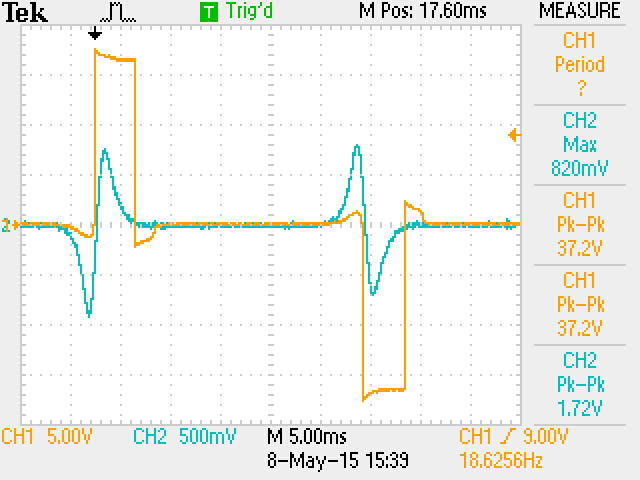 Tek T Trig'd M Pos: 17.60ms MEASURE
CH1
Period
?
CH2
Max
820mV
CH1
Pk-Pk
37.2V
CH1
Pk-Pk
37.2V
CH2
Pk-Pk
1.72V
CH1 5.00V CH2 500mV M 5.00ms CH1 9.00V
8-May-15 15:39 18.6256Hz